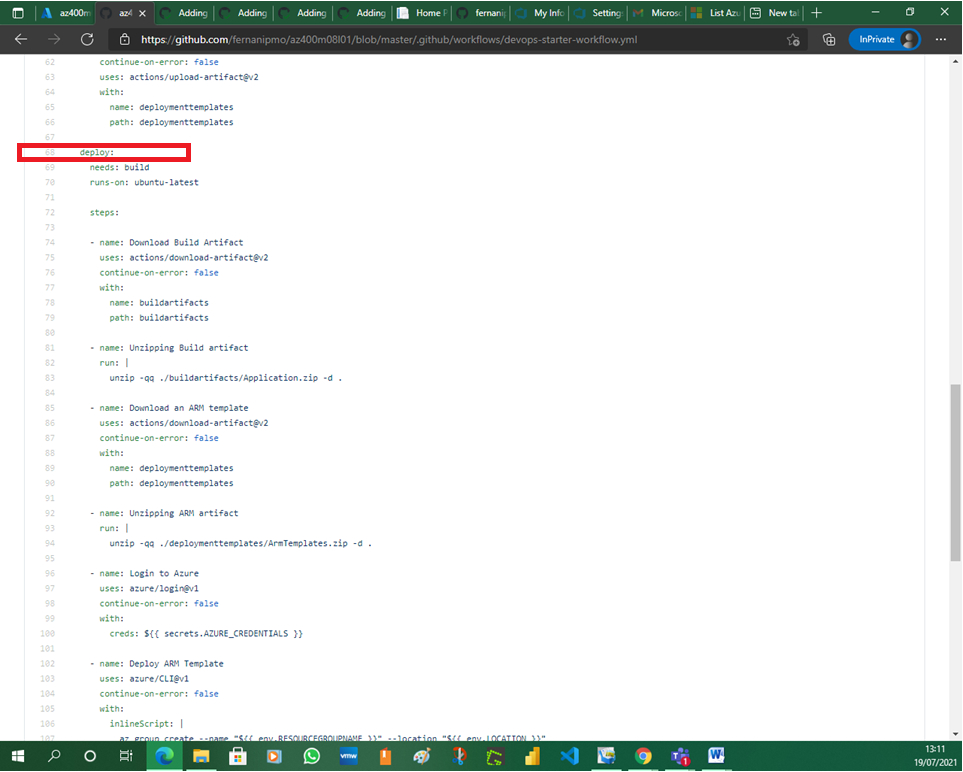 az400m
az4
Adding
Adding
Adding
Adding
Home P
fernanip
My Info
Setting
Microsc
List Azu
New tal
https://github.com/fernanipmo/az400m08l01/blob/master/.github/workflows/devops-starter-workflow.yml
InPrivate
62 continue-on-error: false
63 uses: actions/upload-artifact@v2
64 with:
65 name: deploymenttemplates
66 path: deploymenttemplates
67
68 deploy:
69 needs: build
70 runs-on: ubuntu-latest
71
72 steps:
73
74 - name: Download Build Artifact
75 uses: actions/download-artifact@v2
76 continue-on-error: false
77 with:
78 name: buildartifacts
79 path: buildartifacts
80
81 - name: Unzipping Build artifact
82 run: |
83 unzip -qq ./buildartifacts/Application.zip -d .
84
85 - name: Download an ARM template
86 uses: actions/download-artifact@v2
87 continue-on-error: false
88 with:
89 name: deploymenttemplates
90 path: deploymenttemplates
91
92 - name: Unzipping ARM artifact
93 run: |
94 unzip -qq ./deploymenttemplates/ArmTemplates.zip -d .
95
96 - name: Login to Azure
97 uses: azure/login@v1
98 continue-on-error: false
99 with:
100 creds: ${{ secrets.AZURE_CREDENTIALS }}
101
102 - name: Deploy ARM Template
103 uses: azure/CLI@v1
104 continue-on-error: false
105 with:
106 inlineScript: |
107 az group create --name "${{ env.RESOURCEGROUPNAME }}" --location "${{ env.LOCATION }}"
vmw
13:11
19/07/2021